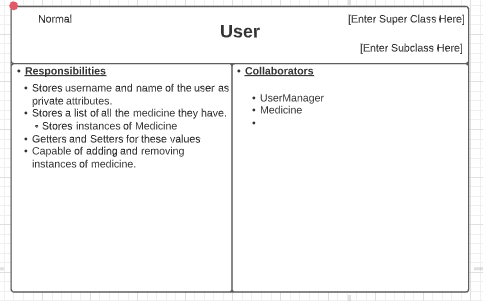 Normal
[Enter Super Class Here]
User
[Enter Subclass Here]
• Responsibilities
• Stores username and name of the user as
private attributes.
• Stores a list of all the medicine they have.
• Stores instances of Medicine
• Getters and Setters for these values
• Capable of adding and removing
instances of medicine.
• Collaborators
• UserManager
• Medicine
•